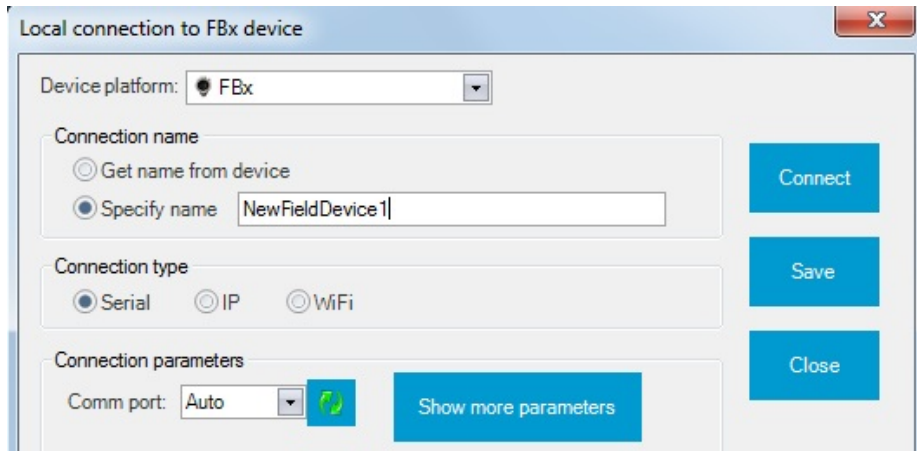 Local connection to FBx device
Device platform: FBx
Connection name
Get name from device
Specify name NewFieldDevice1
Connect
Connection type
Serial IP WiFi
Save
Connection parameters
Comm port: Auto
Show more parameters
Close